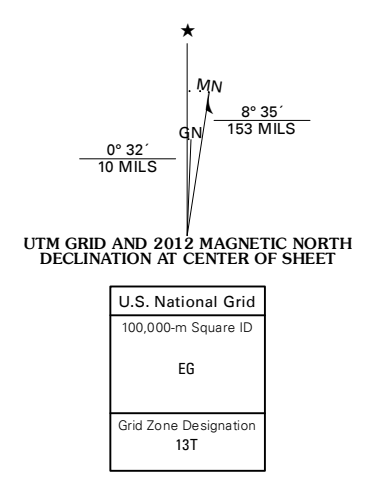 MN
8° 35´
153 MILS
GN
0° 32´
10 MILS
UTM GRID AND 2012 MAGNETIC NORTH
DECLINATION AT CENTER OF SHEET
U.S. National Grid
100,000-m Square ID
EG
Grid Zone Designation
13T